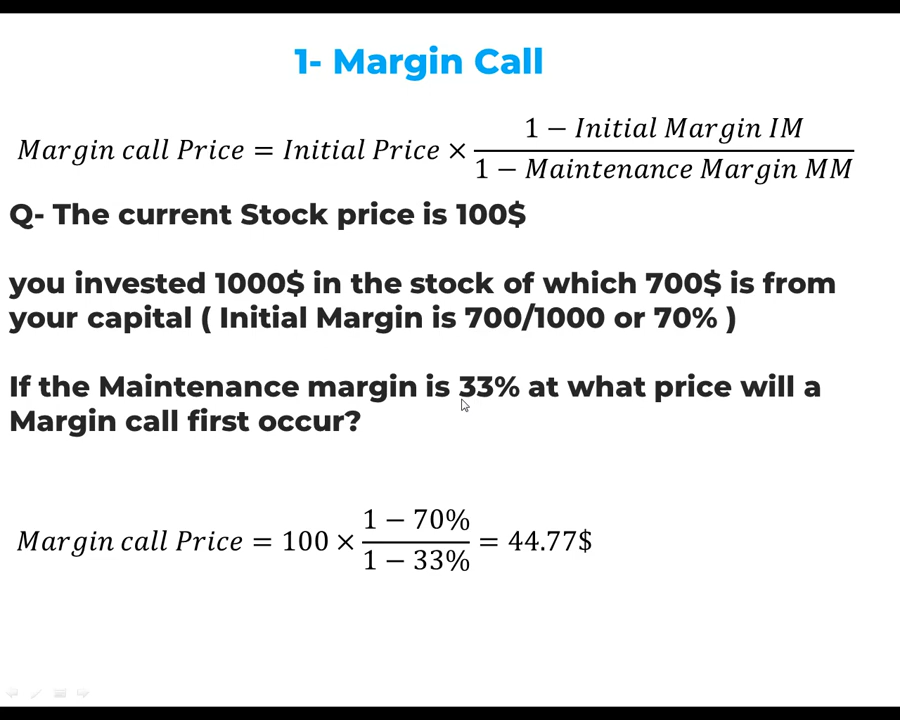 1- Margin Call
Margin call Price = Initial Price × (1 − Initial Margin IM) / (1 − Maintenance Margin MM)
Q- The current Stock price is 100$
you invested 1000$ in the stock of which 700$ is from
your capital ( Initial Margin is 700/1000 or 70% )
If the Maintenance margin is 33% at what price will a
Margin call first occur?
Margin call Price = 100 × (1 − 70%) / (1 − 33%) = 44.77$